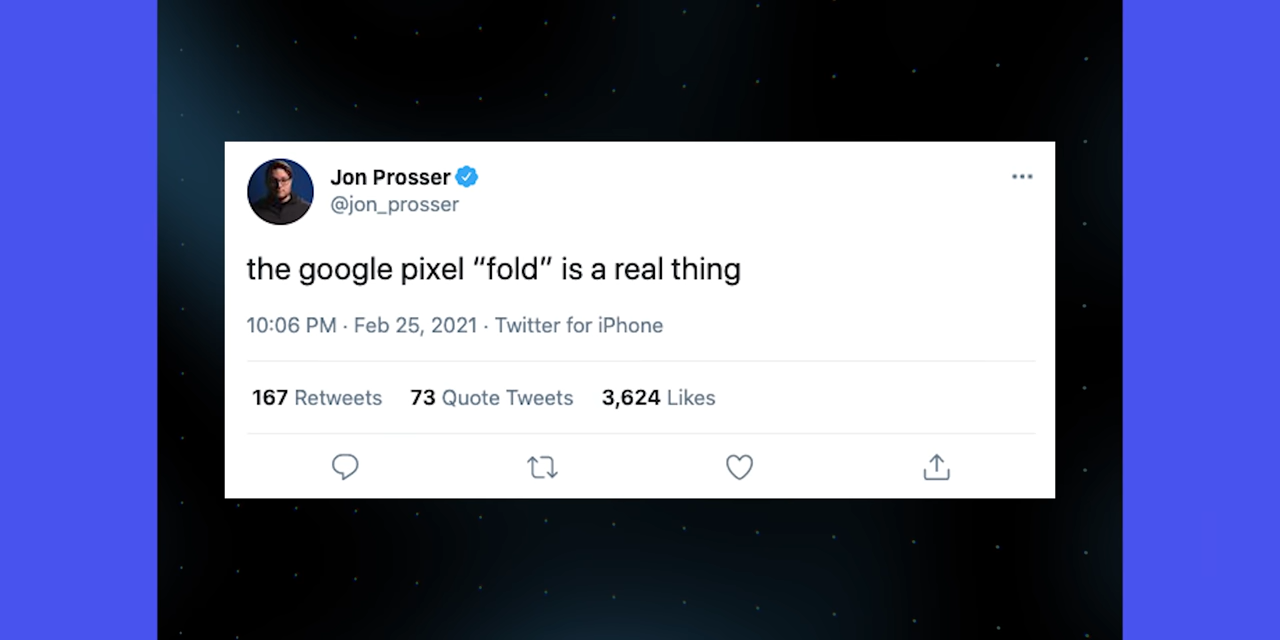 Jon Prosser
@jon_prosser
the google pixel “fold” is a real thing
10:06 PM · Feb 25, 2021 · Twitter for iPhone
167 Retweets 73 Quote Tweets 3,624 Likes